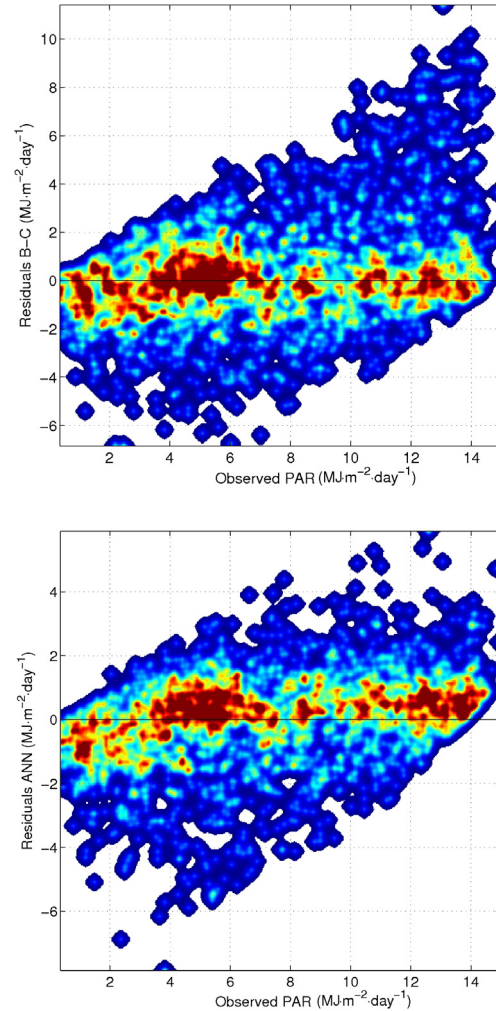 10
8
6
4
2
0
−2
−4
−6
Residuals B−C (MJ·m⁻²·day⁻¹)
2 4 6 8 10 12 14
Observed PAR (MJ·m⁻²·day⁻¹)
4
2
0
−2
−4
−6
Residuals ANN (MJ·m⁻²·day⁻¹)
2 4 6 8 10 12 14
Observed PAR (MJ·m⁻²·day⁻¹)